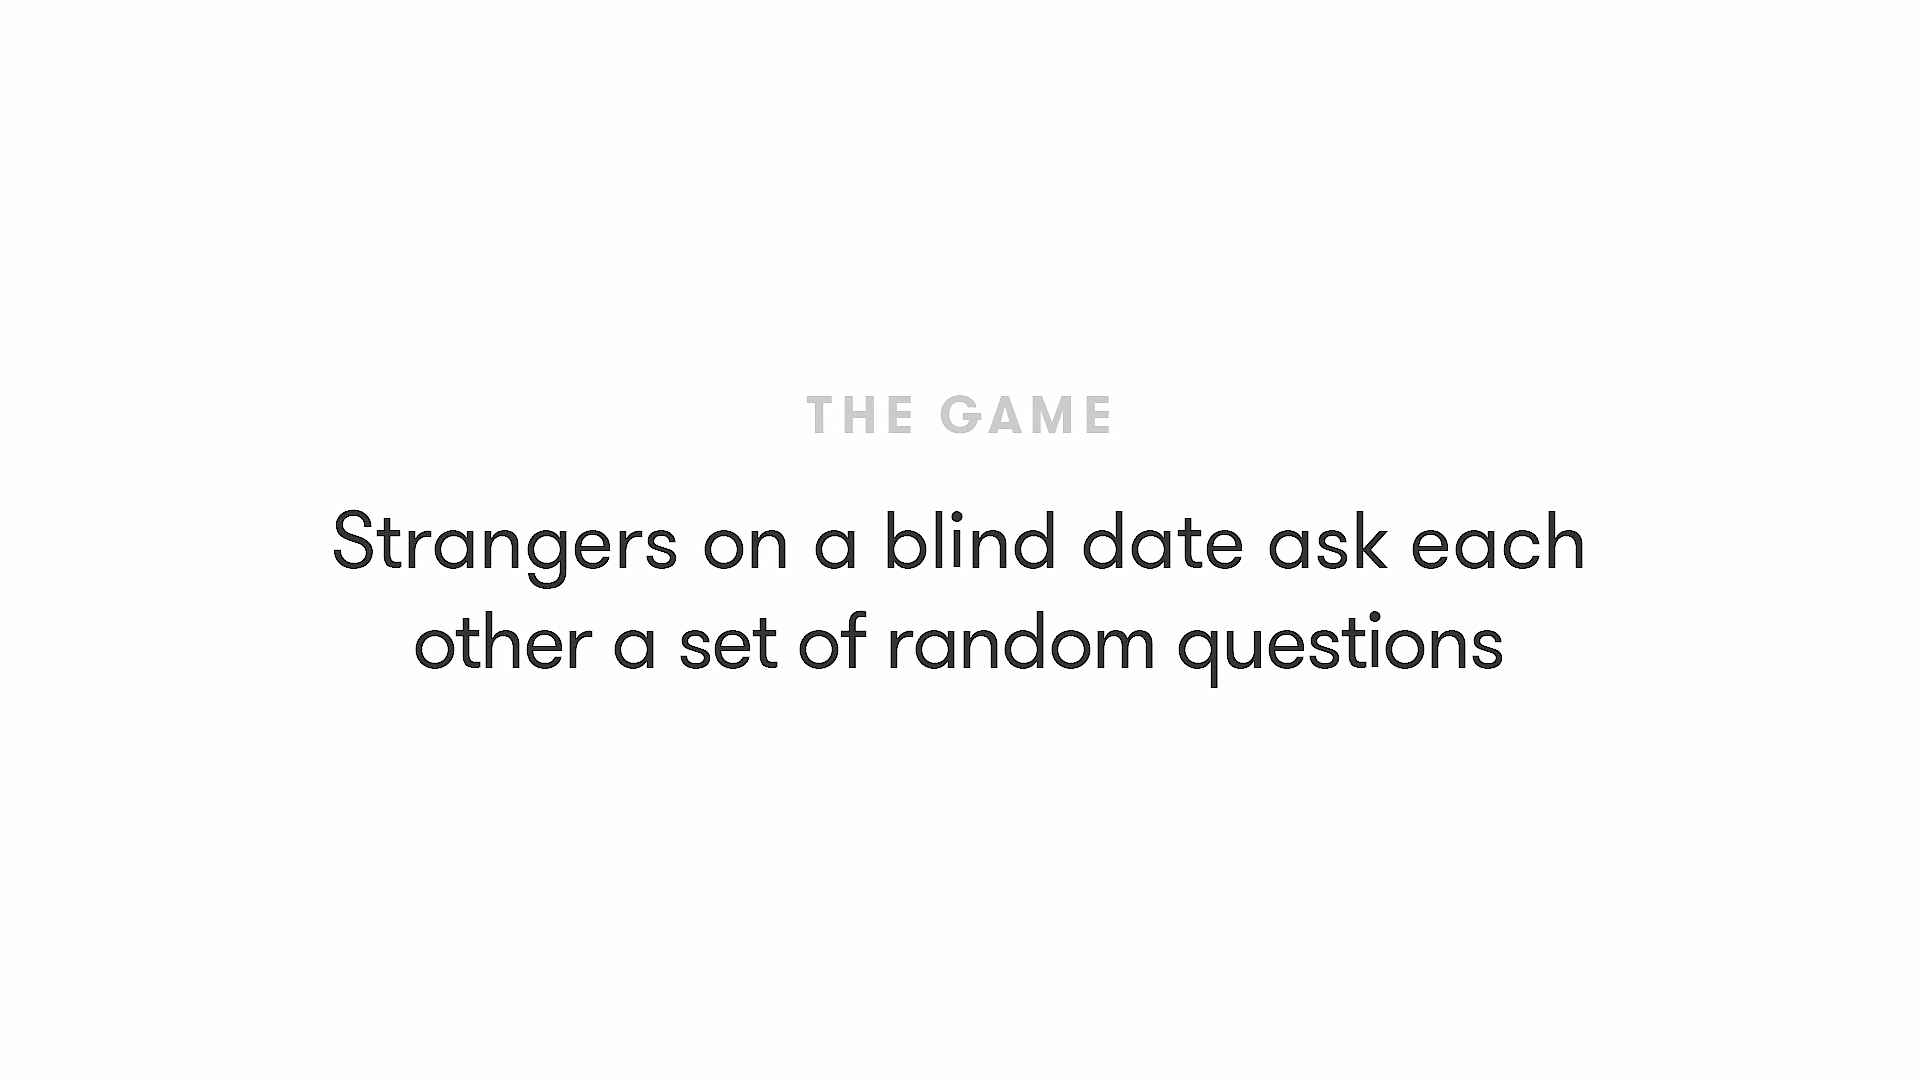 THE GAME
Strangers on a blind date ask each
other a set of random questions